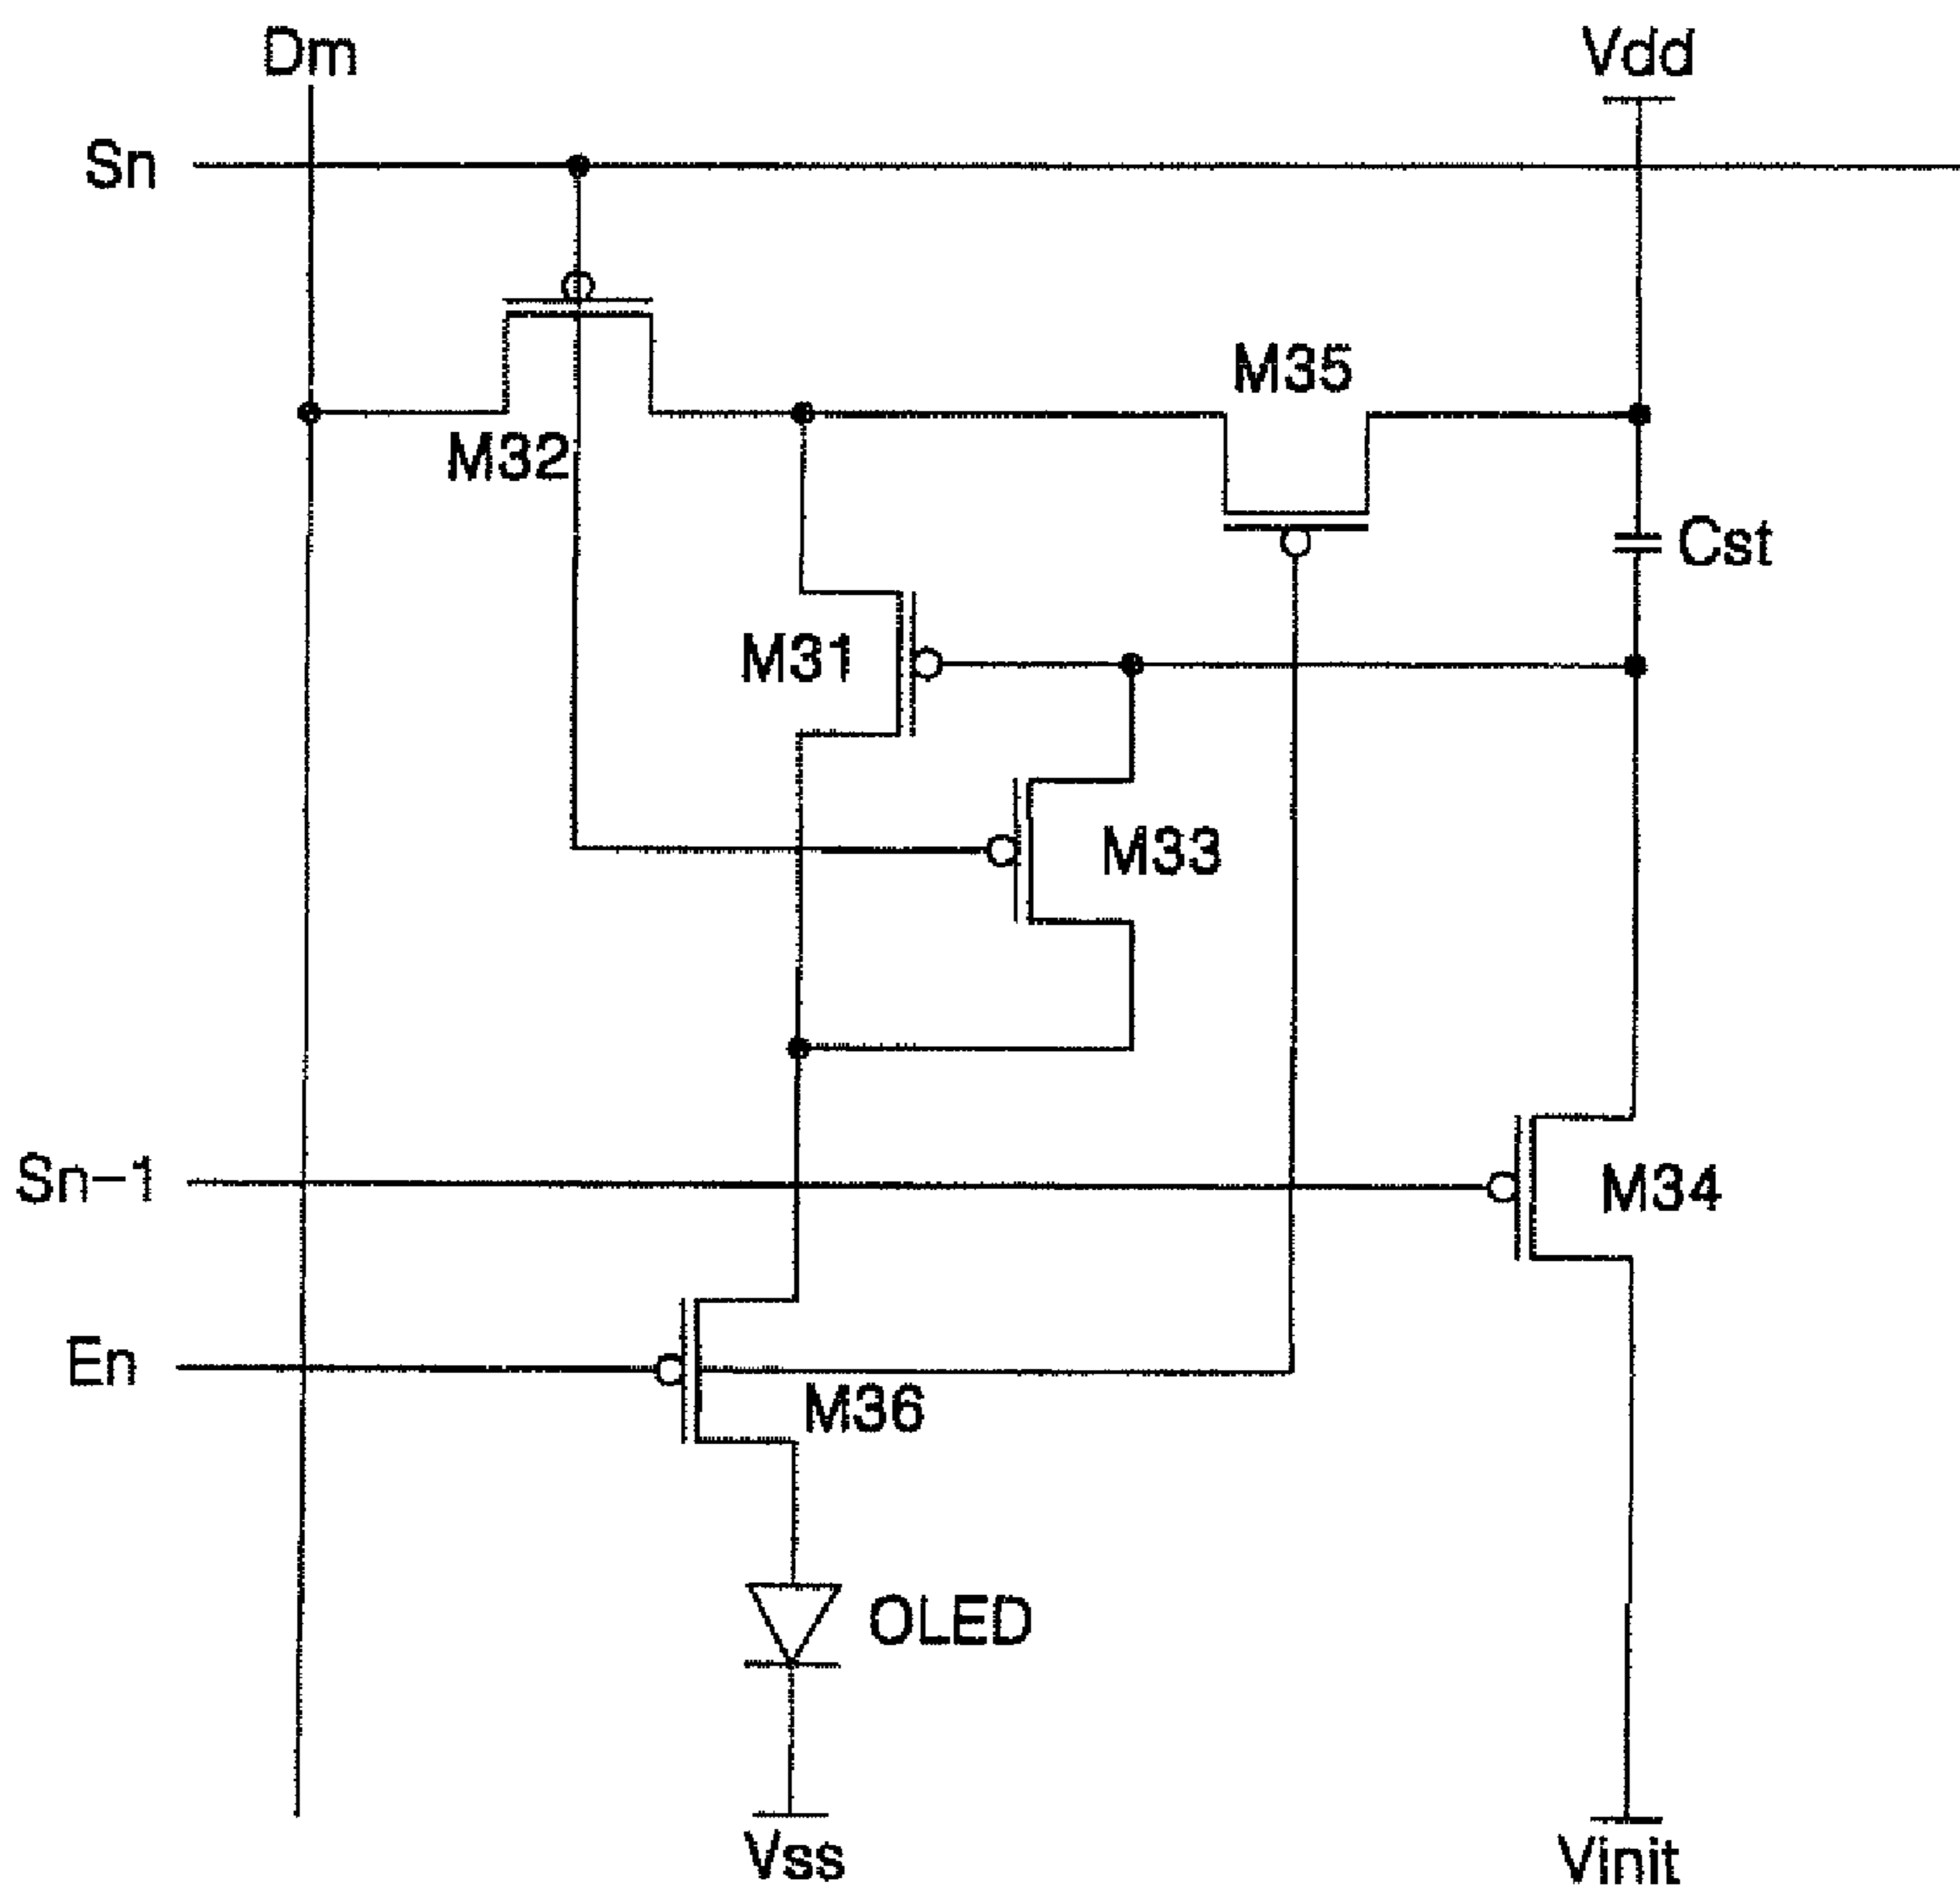 Dm
Vdd
Sn
M35
M32
Cst
M31
M33
Sn-1
M34
En
M36
OLED
Vss
Vinit